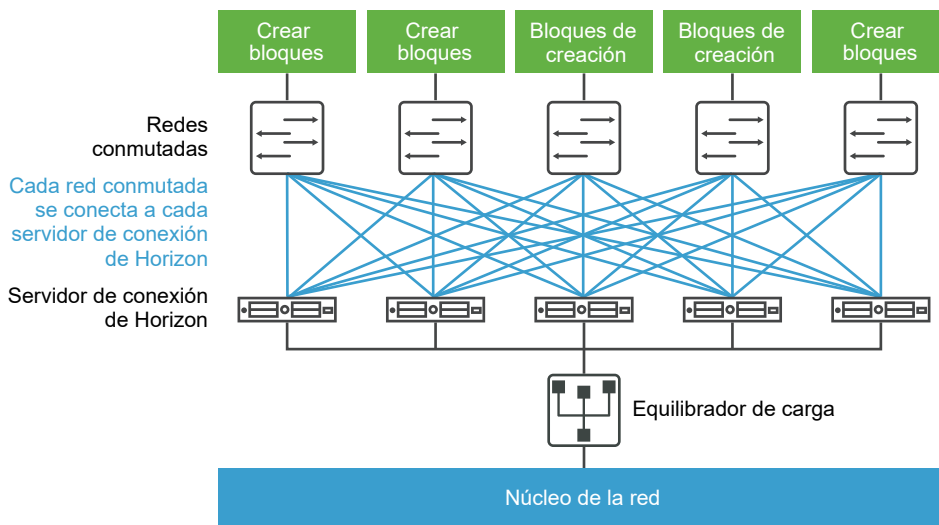 Crear
bloques
Crear
bloques
Bloques de
creación
Bloques de
creación
Crear
bloques
Redes
conmutadas
Cada red conmutada
se conecta a cada
servidor de conexión
de Horizon
Servidor de conexión
de Horizon
Equilibrador de carga
Núcleo de la red